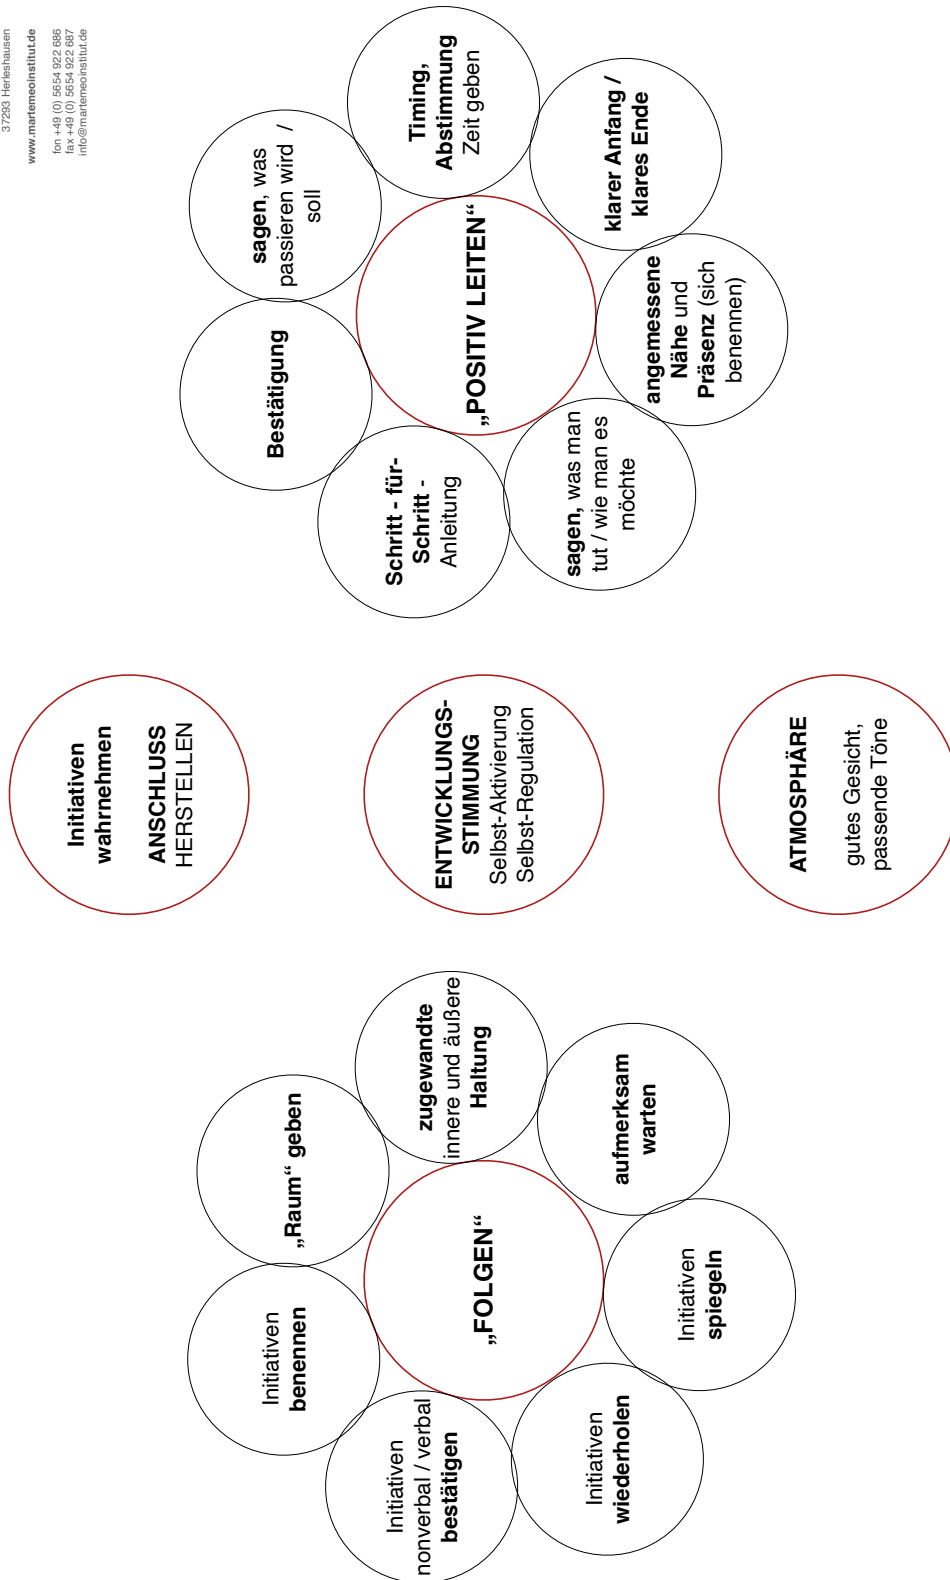 37293 Herleshausen
www.martemeoinstitut.de
fon +49 (0) 5654 922 686
fax +49 (0) 5654 922 687
info@martemeoinstitut.de
„FOLGEN“
„Raum“ geben
zugewandte
innere und äußere
Haltung
aufmerksam
warten
Initiativen
spiegeln
Initiativen
wiederholen
Initiativen
nonverbal / verbal
bestätigen
Initiativen
benennen
Initiativen
wahrnehmen
ANSCHLUSS
HERSTELLEN
ENTWICKLUNGS-
STIMMUNG
Selbst-Aktivierung
Selbst-Regulation
ATMOSPHÄRE
gutes Gesicht,
passende Töne
„POSITIV LEITEN“
Bestätigung
sagen, was
passieren wird /
soll
Timing,
Abstimmung
Zeit geben
klarer Anfang /
klares Ende
angemessene
Nähe und
Präsenz (sich
benennen)
sagen, was man
tut / wie man es
möchte
Schritt - für-
Schritt -
Anleitung